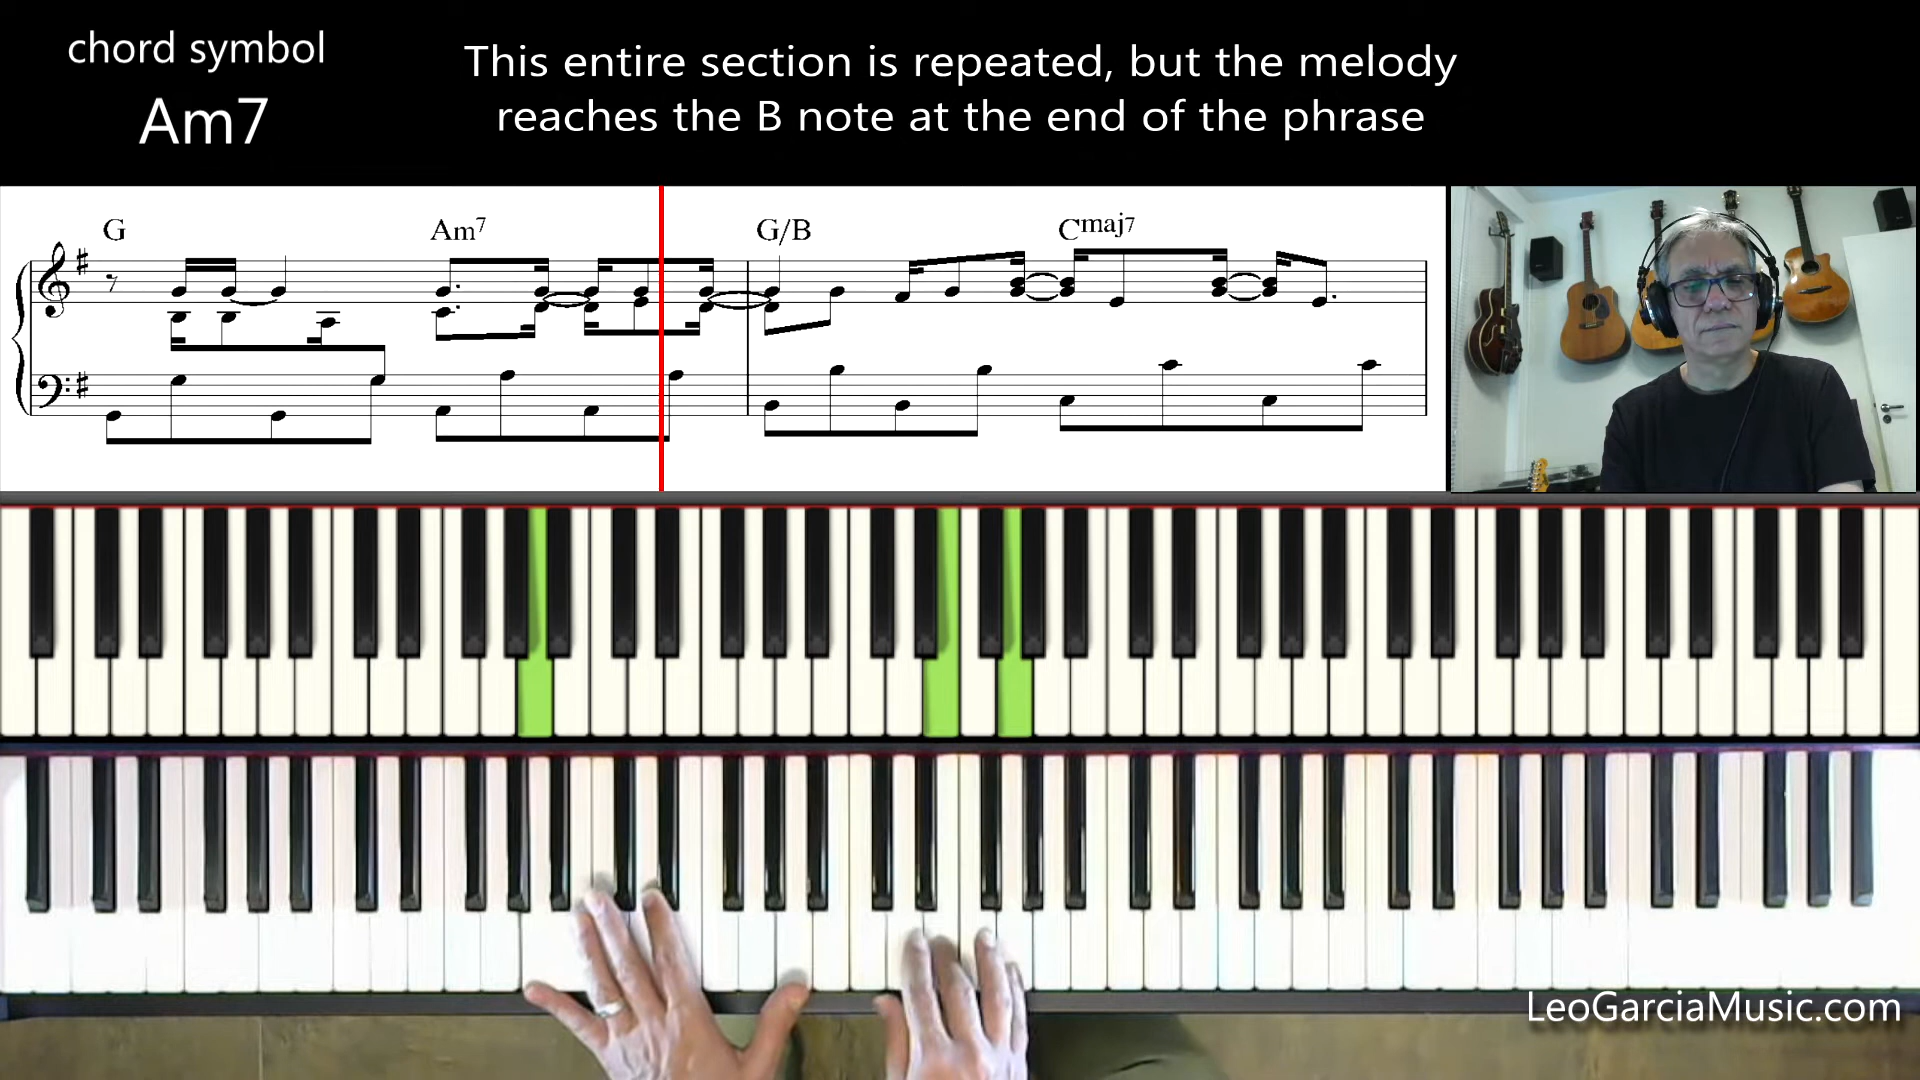 chord symbol
Am7
This entire section is repeated, but the melody
reaches the B note at the end of the phrase
G Am7 G/B Cmaj7
LeoGarciaMusic.com